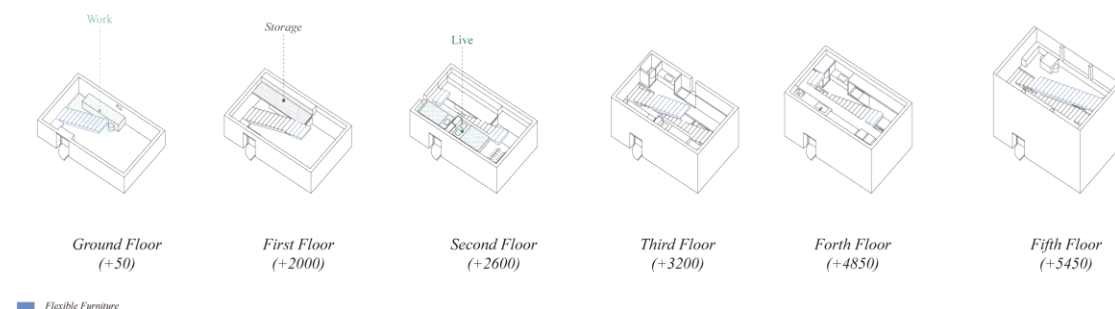 Work
Storage
Live
Ground Floor
(+50)
First Floor
(+2000)
Second Floor
(+2600)
Third Floor
(+3200)
Forth Floor
(+4850)
Fifth Floor
(+5450)
Flexible Furniture